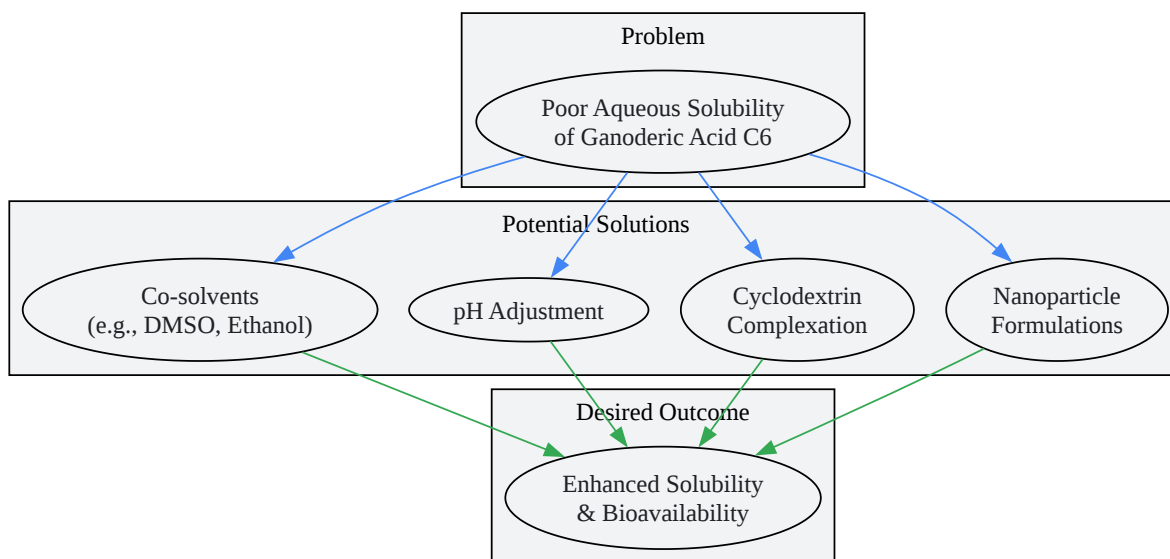 Problem
Poor Aqueous Solubility
of Ganoderic Acid C6
Potential Solutions
Co-solvents
(e.g., DMSO, Ethanol)
pH Adjustment
Cyclodextrin
Complexation
Nanoparticle
Formulations
Desired Outcome
Enhanced Solubility
& Bioavailability